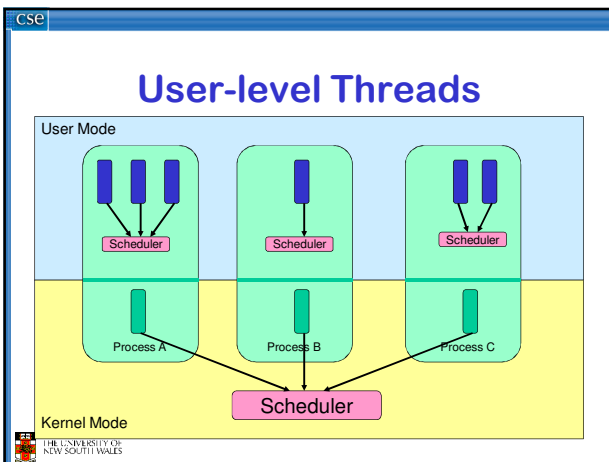 cse
User-level Threads
User Mode
Scheduler
Scheduler
Scheduler
Process A
Process B
Process C
Scheduler
Kernel Mode
THE UNIVERSITY OF
NEW SOUTH WALES